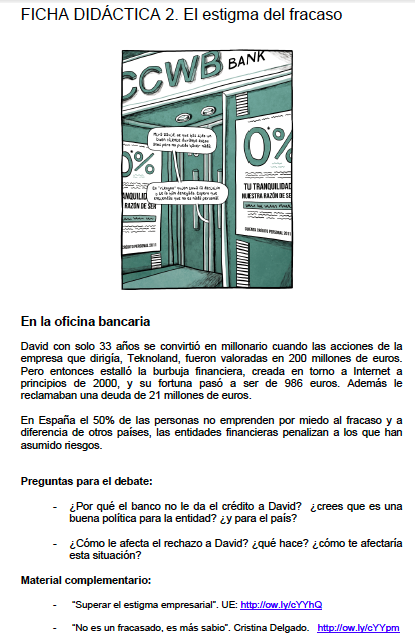 FICHA DIDÁCTICA 2. El estigma del fracaso
CCWB BANK
0%
0%
TU TRANQUILIDAD
NUESTRA RAZÓN DE SER
RAZÓN DE SER
En la oficina bancaria
David con solo 33 años se convirtió en millonario cuando las acciones de la
empresa que dirigía, Teknoland, fueron valoradas en 200 millones de euros.
Pero entonces estalló la burbuja financiera, creada en torno a Internet a
principios de 2000, y su fortuna pasó a ser de 986 euros. Además le
reclamaban una deuda de 21 millones de euros.
En España el 50% de las personas no emprenden por miedo al fracaso y a
diferencia de otros países, las entidades financieras penalizan a los que han
asumido riesgos.
Preguntas para el debate:
- ¿Por qué el banco no le da el crédito a David? ¿crees que es una
buena política para la entidad? ¿y para el país?
- ¿Cómo le afecta el rechazo a David? ¿qué hace? ¿cómo te afectaría
esta situación?
Material complementario:
- "Superar el estigma empresarial". UE: http://ow.ly/cYYhQ
- "No es un fracasado, es más sabio". Cristina Delgado. http://ow.ly/cYYpm